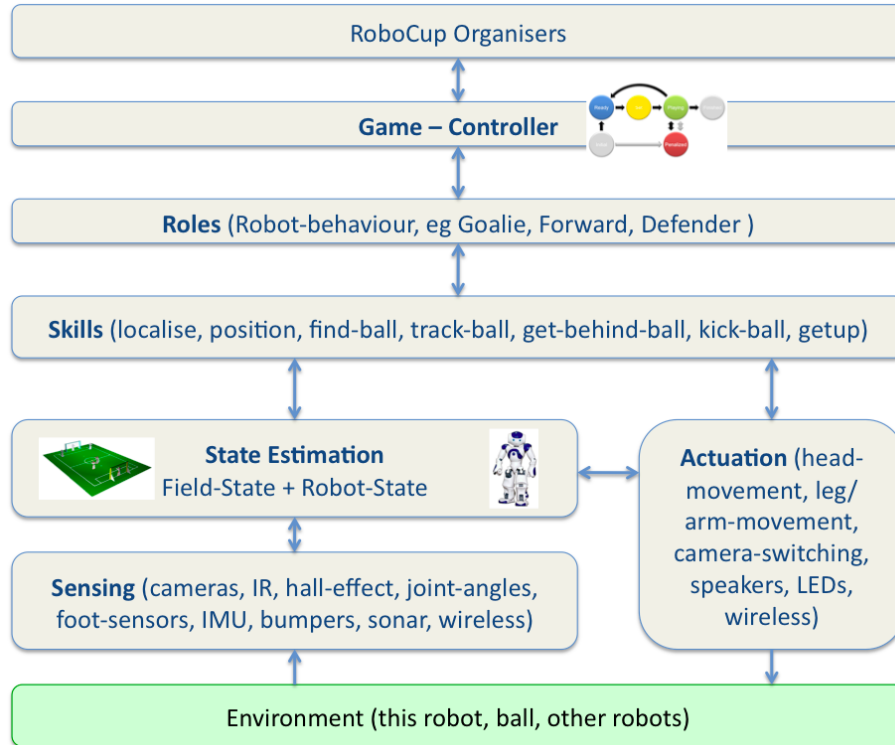 RoboCup Organisers
Game – Controller
Ready
Playing
Penalized
Roles (Robot-behaviour, eg Goalie, Forward, Defender )
Skills (localise, position, find-ball, track-ball, get-behind-ball, kick-ball, getup)
State Estimation
Field-State + Robot-State
Actuation (head-
movement, leg/
arm-movement,
camera-switching,
speakers, LEDs,
wireless)
Sensing (cameras, IR, hall-effect, joint-angles,
foot-sensors, IMU, bumpers, sonar, wireless)
Environment (this robot, ball, other robots)